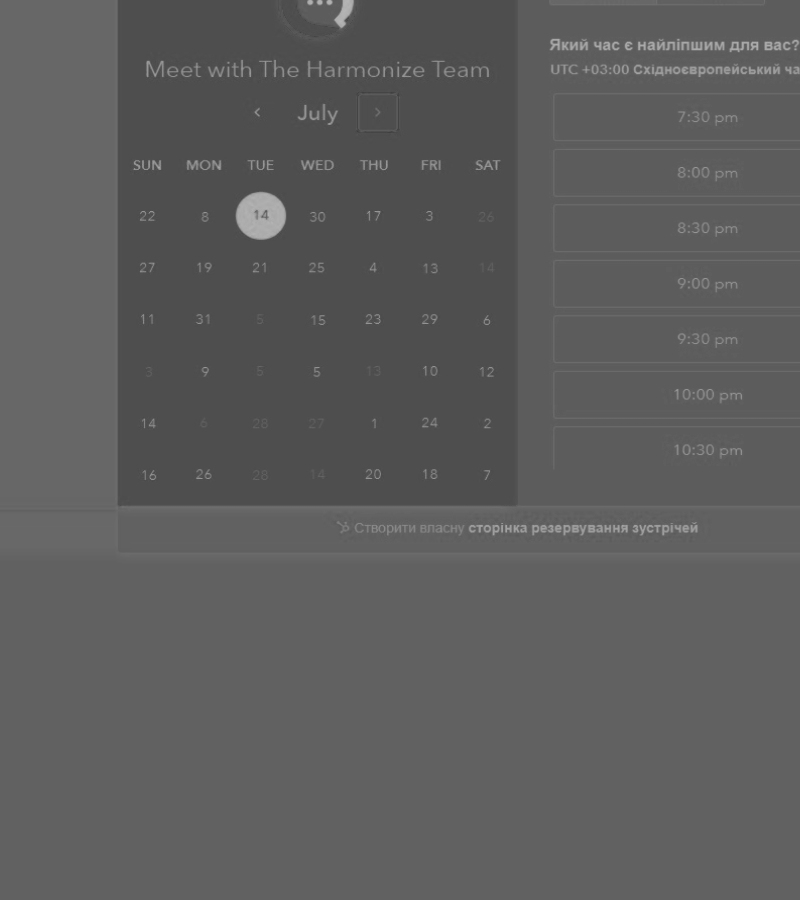 Meet with The Harmonize Team
July
SUN MON TUE WED THU FRI SAT
22 8 14 30 17 3 26
27 19 21 25 4 13 14
11 31 5 15 23 29 6
3 9 5 5 13 10 12
14 6 28 27 1 24 2
16 26 28 14 20 18 7
Який час є найліпшим для вас?
UTC +03:00 Східноєвропейський ча
7:30 pm
8:00 pm
8:30 pm
9:00 pm
9:30 pm
10:00 pm
10:30 pm
Створити власну сторінка резервування зустрічей